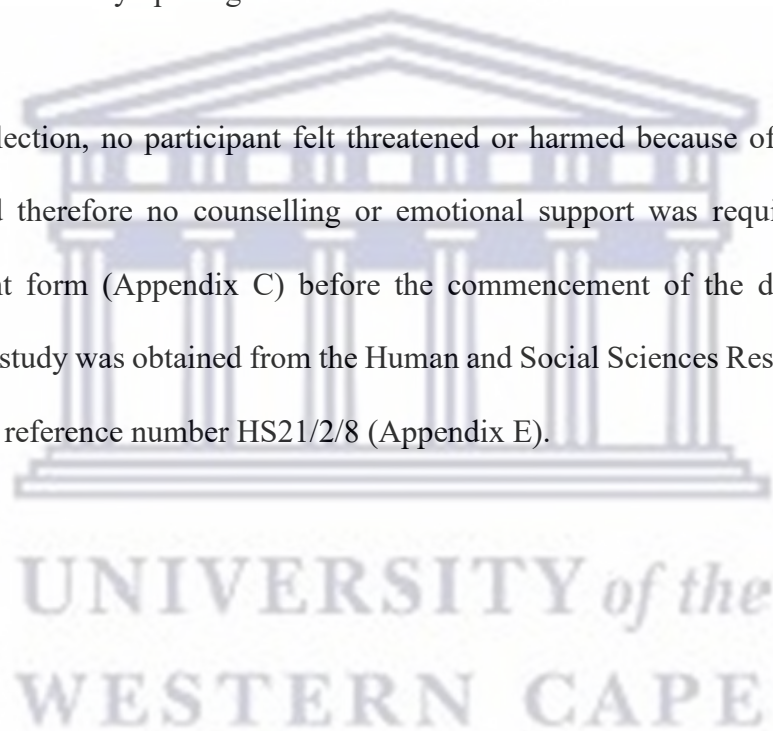 lection, no participant felt threatened or harmed because of
therefore no counselling or emotional support was requi
t form (Appendix C) before the commencement of the d
study was obtained from the Human and Social Sciences Res
reference number HS21/2/8 (Appendix E).
UNIVERSITY of the
WESTERN CAPE